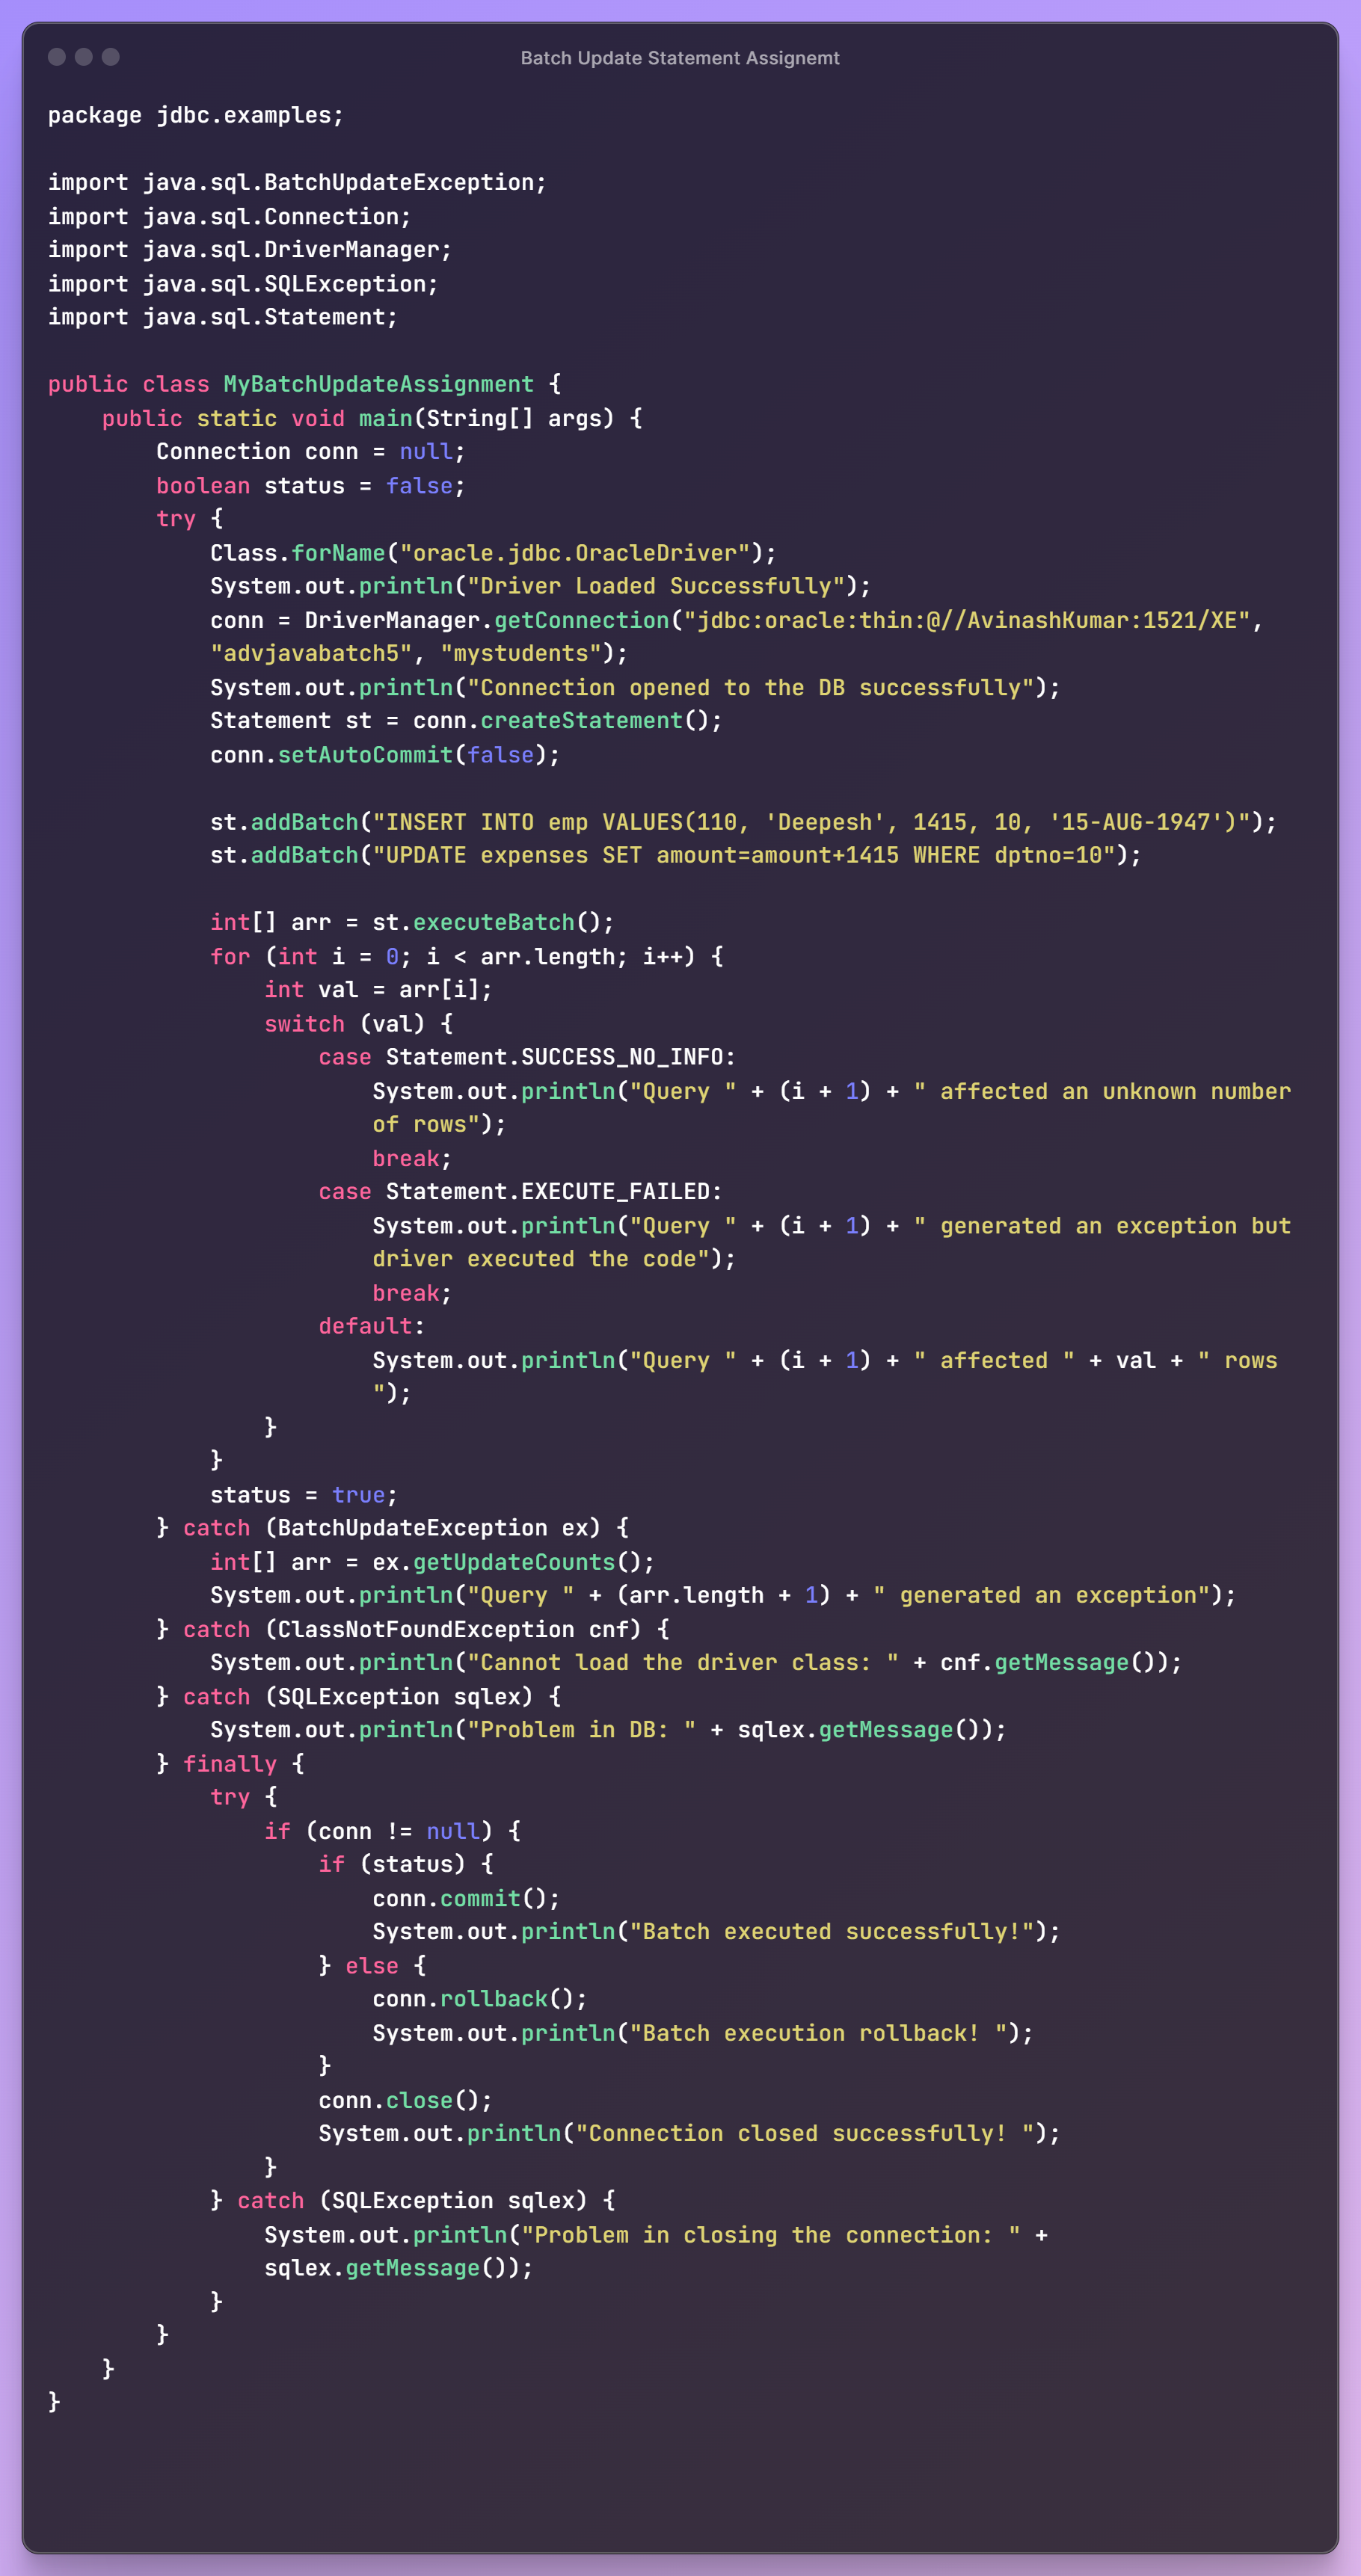 Batch Update Statement Assignemt
package jdbc.examples;
import java.sql.BatchUpdateException;
import java.sql.Connection;
import java.sql.DriverManager;
import java.sql.SQLException;
import java.sql.Statement;
public class MyBatchUpdateAssignment {
    public static void main(String[] args) {
        Connection conn = null;
        boolean status = false;
        try {
            Class.forName("oracle.jdbc.OracleDriver");
            System.out.println("Driver Loaded Successfully");
            conn = DriverManager.getConnection("jdbc:oracle:thin:@//AvinashKumar:1521/XE",
            "advjavabatch5", "mystudents");
            System.out.println("Connection opened to the DB successfully");
            Statement st = conn.createStatement();
            conn.setAutoCommit(false);
            st.addBatch("INSERT INTO emp VALUES(110, 'Deepesh', 1415, 10, '15-AUG-1947')");
            st.addBatch("UPDATE expenses SET amount=amount+1415 WHERE dptno=10");
            int[] arr = st.executeBatch();
            for (int i = 0; i < arr.length; i++) {
                int val = arr[i];
                switch (val) {
                    case Statement.SUCCESS_NO_INFO:
                        System.out.println("Query " + (i + 1) + " affected an unknown number
                        of rows");
                        break;
                    case Statement.EXECUTE_FAILED:
                        System.out.println("Query " + (i + 1) + " generated an exception but
                        driver executed the code");
                        break;
                    default:
                        System.out.println("Query " + (i + 1) + " affected " + val + " rows
                        ");
                }
            }
            status = true;
        } catch (BatchUpdateException ex) {
            int[] arr = ex.getUpdateCounts();
            System.out.println("Query " + (arr.length + 1) + " generated an exception");
        } catch (ClassNotFoundException cnf) {
            System.out.println("Cannot load the driver class: " + cnf.getMessage());
        } catch (SQLException sqlex) {
            System.out.println("Problem in DB: " + sqlex.getMessage());
        } finally {
            try {
                if (conn != null) {
                    if (status) {
                        conn.commit();
                        System.out.println("Batch executed successfully!");
                    } else {
                        conn.rollback();
                        System.out.println("Batch execution rollback! ");
                    }
                    conn.close();
                    System.out.println("Connection closed successfully! ");
                }
            } catch (SQLException sqlex) {
                System.out.println("Problem in closing the connection: " +
                sqlex.getMessage());
            }
        }
    }
}